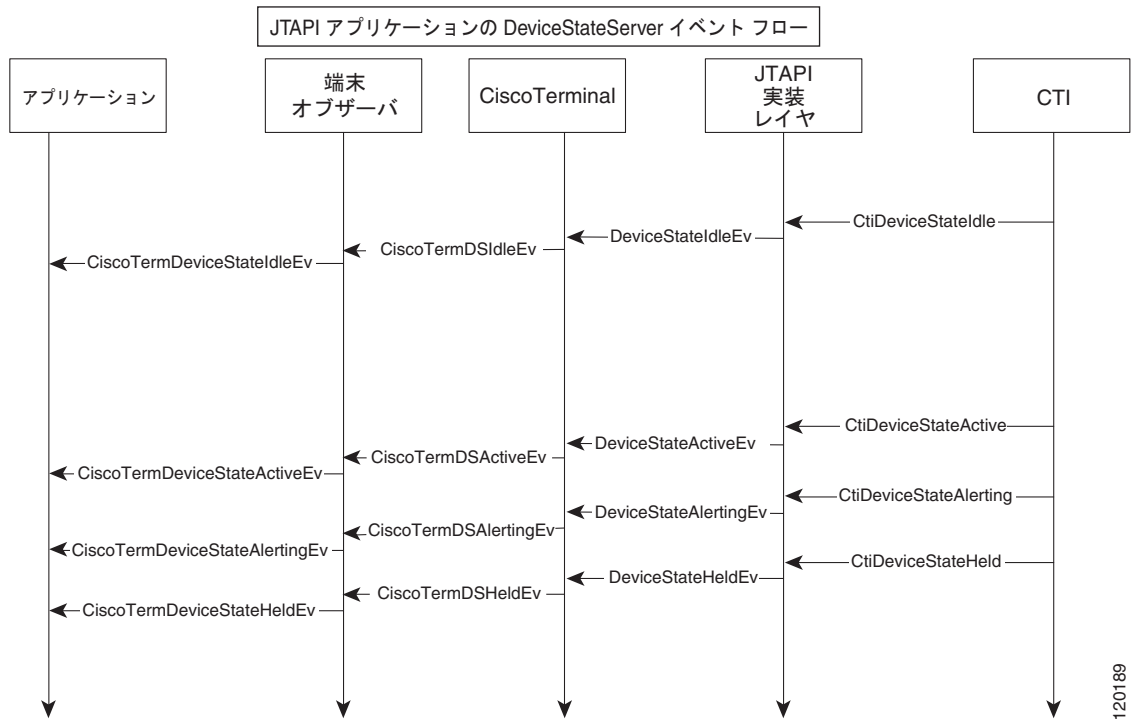 JTAPI アプリケーションの DeviceStateServer イベント フロー
アプリケーション
端末
オブザーバ
CiscoTerminal
JTAPI
実装
レイヤ
CTI
CtiDeviceStateIdle
DeviceStateIdleEv
CiscoTermDSIdleEv
CiscoTermDeviceStateIdleEv
CtiDeviceStateActive
DeviceStateActiveEv
CiscoTermDSActiveEv
CiscoTermDeviceStateActiveEv
CtiDeviceStateAlerting
DeviceStateAlertingEv
CiscoTermDSAlertingEv
CiscoTermDeviceStateAlertingEv
CtiDeviceStateHeld
DeviceStateHeldEv
CiscoTermDSHeldEv
CiscoTermDeviceStateHeldEv
120189